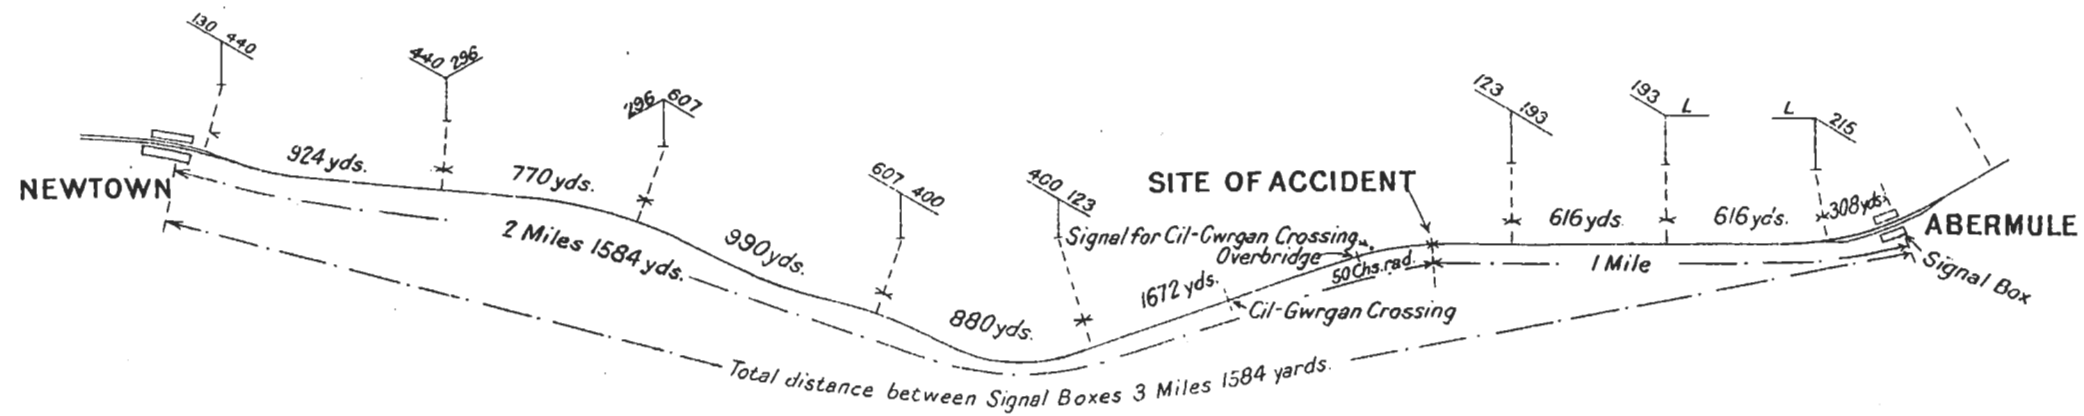 130 440
440 296
296 607
607 400
400 123
123 193
193 L
L 215
924 yds.
770 yds.
990 yds.
880 yds.
1672 yds.
616 yds.
616 yds.
308 yds.
NEWTOWN
2 Miles 1584 yds.
SITE OF ACCIDENT
Signal for Cil-Gwrgan Crossing
Overbridge
50 Chs. rad.
Cil-Gwrgan Crossing
1 Mile
ABERMULE
Signal Box
Total distance between Signal Boxes 3 Miles 1584 yards.